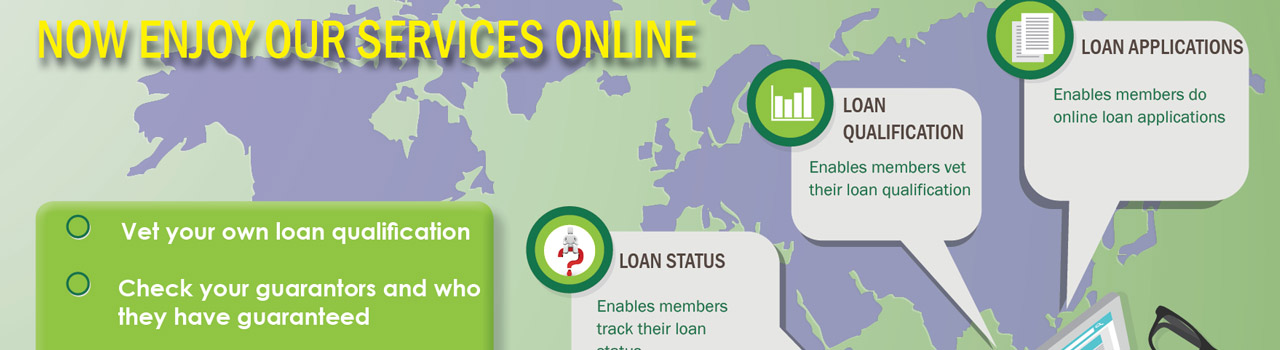 NOW ENJOY OUR SERVICES ONLINE
Vet your own loan qualification
Check your guarantors and who
they have guaranteed
LOAN STATUS
Enables members
track their loan
status
LOAN
QUALIFICATION
Enables members vet
their loan qualification
LOAN APPLICATIONS
Enables members do
online loan applications